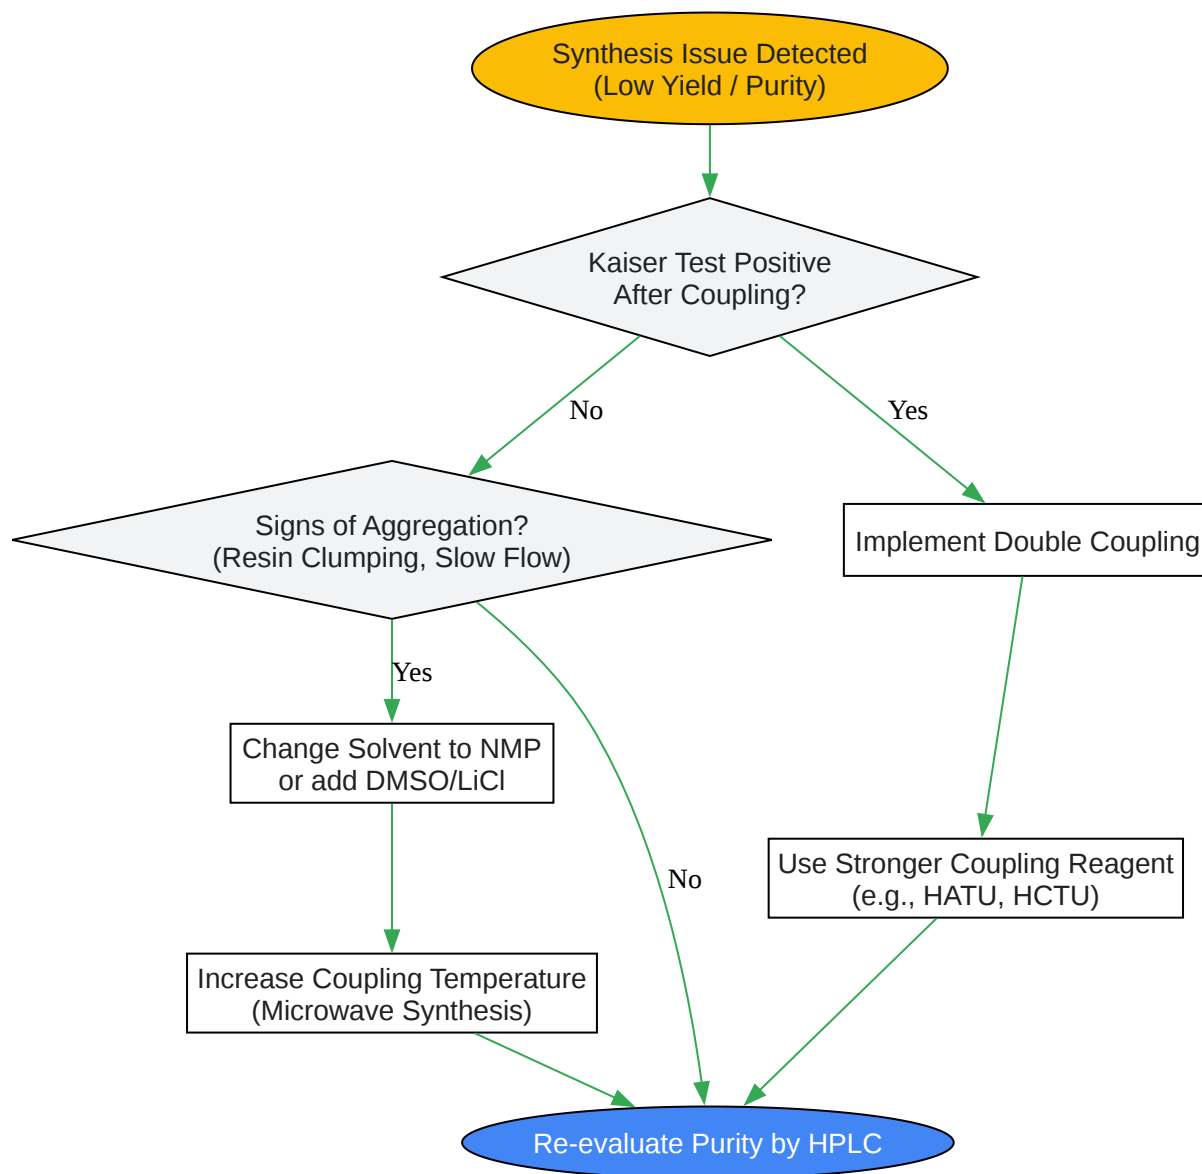 Synthesis Issue Detected
(Low Yield / Purity)
Kaiser Test Positive
After Coupling?
No
Yes
Signs of Aggregation?
(Resin Clumping, Slow Flow)
Implement Double Coupling
Yes
Change Solvent to NMP
or add DMSO/LiCl
No
Use Stronger Coupling Reagent
(e.g., HATU, HCTU)
Increase Coupling Temperature
(Microwave Synthesis)
Re-evaluate Purity by HPLC